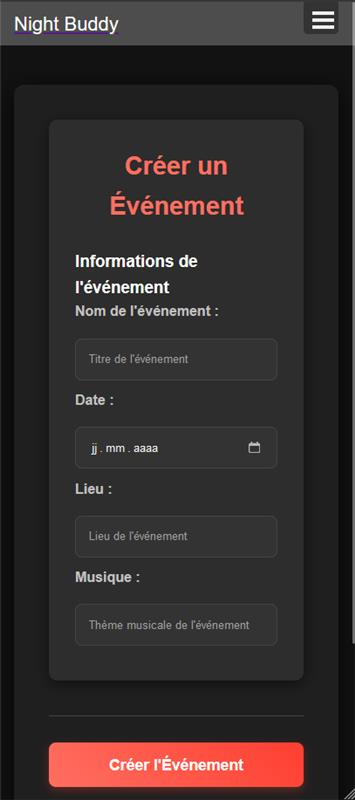 Night Buddy
Créer un
Événement
Informations de
l'événement
Nom de l'événement :
Titre de l'événement
Date :
jj . mm . aaaa
Lieu :
Lieu de l'événement
Musique :
Thème musicale de l'événement
Créer l'Événement